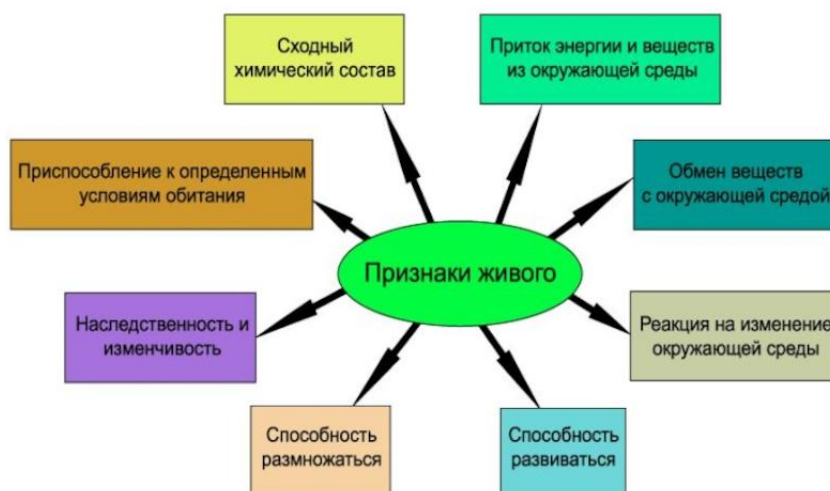 Сходный
химический состав
Приток энергии и веществ
из окружающей среды
Приспособление к определенным
условиям обитания
Обмен веществ
с окружающей средой
Признаки живого
Наследственность и
изменчивость
Реакция на изменение
окружающей среды
Способность
размножаться
Способность
развиваться